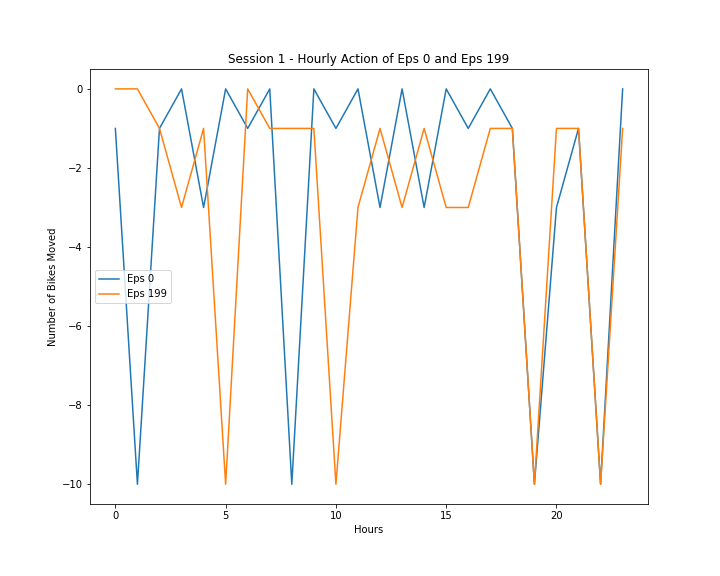 Session 1 - Hourly Action of Eps 0 and Eps 199
Number of Bikes Moved
0
−2
−4
−6
−8
−10
Eps 0
Eps 199
0 5 10 15 20
Hours